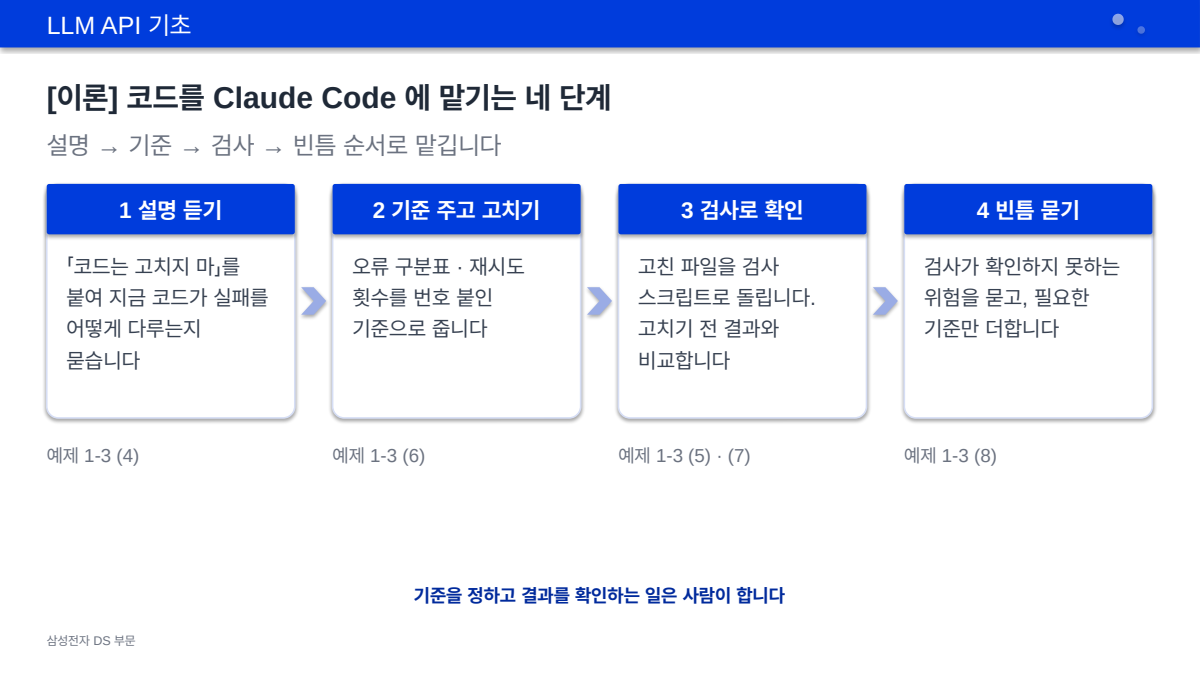 LLM API 기초
[이론] 코드를 Claude Code 에 맡기는 네 단계
설명 → 기준 → 검사 → 빈틈 순서로 맡깁니다
1 설명 듣기
「코드는 고치지 마」를
붙여 지금 코드가 실패를
어떻게 다루는지
묻습니다
예제 1-3 (4)
2 기준 주고 고치기
오류 구분표 · 재시도
횟수를 번호 붙인
기준으로 줍니다
예제 1-3 (6)
3 검사로 확인
고친 파일을 검사
스크립트로 돌립니다.
고치기 전 결과와
비교합니다
예제 1-3 (5) · (7)
4 빈틈 묻기
검사가 확인하지 못하는
위험을 묻고, 필요한
기준만 더합니다
예제 1-3 (8)
기준을 정하고 결과를 확인하는 일은 사람이 합니다
삼성전자 DS 부문